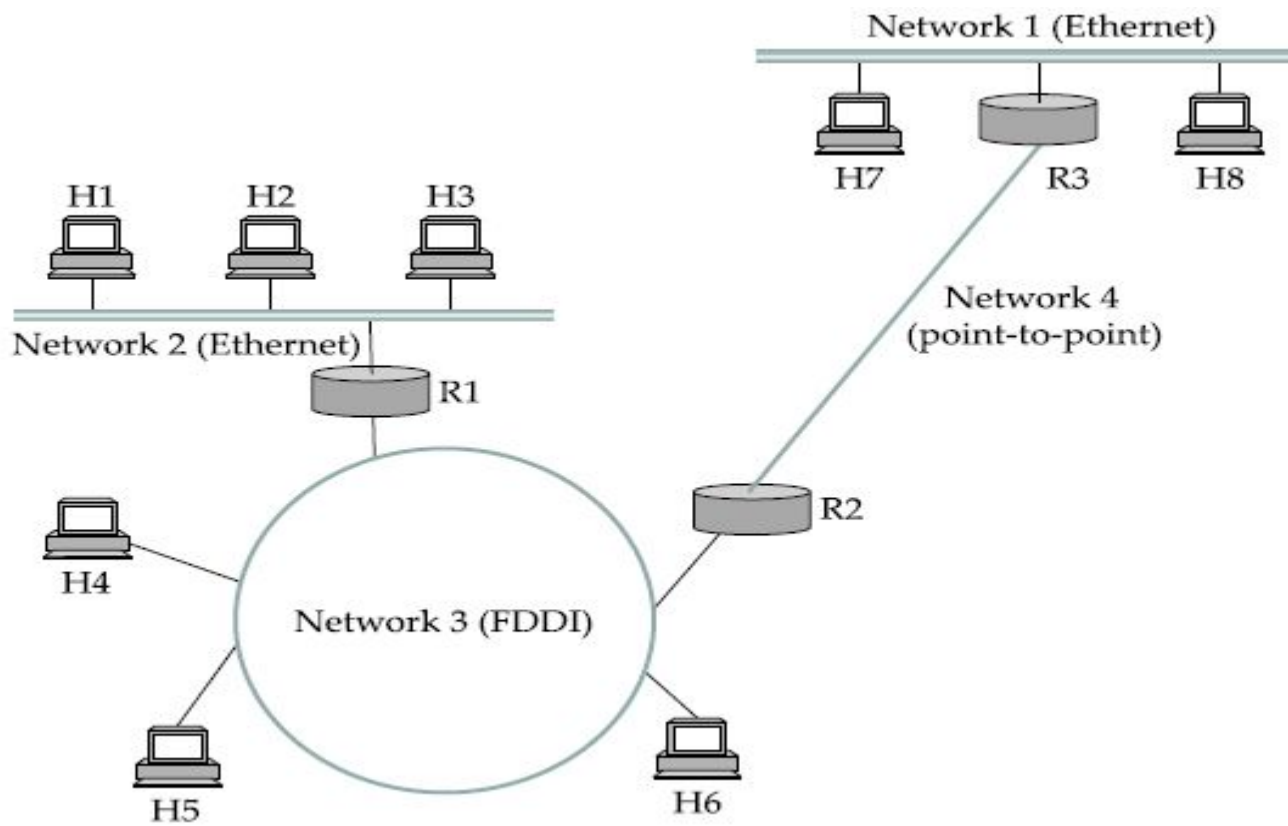 Network 1 (Ethernet)
H7
R3
H8
H1
H2
H3
Network 2 (Ethernet)
R1
Network 4
(point-to-point)
R2
H4
Network 3 (FDDI)
H5
H6